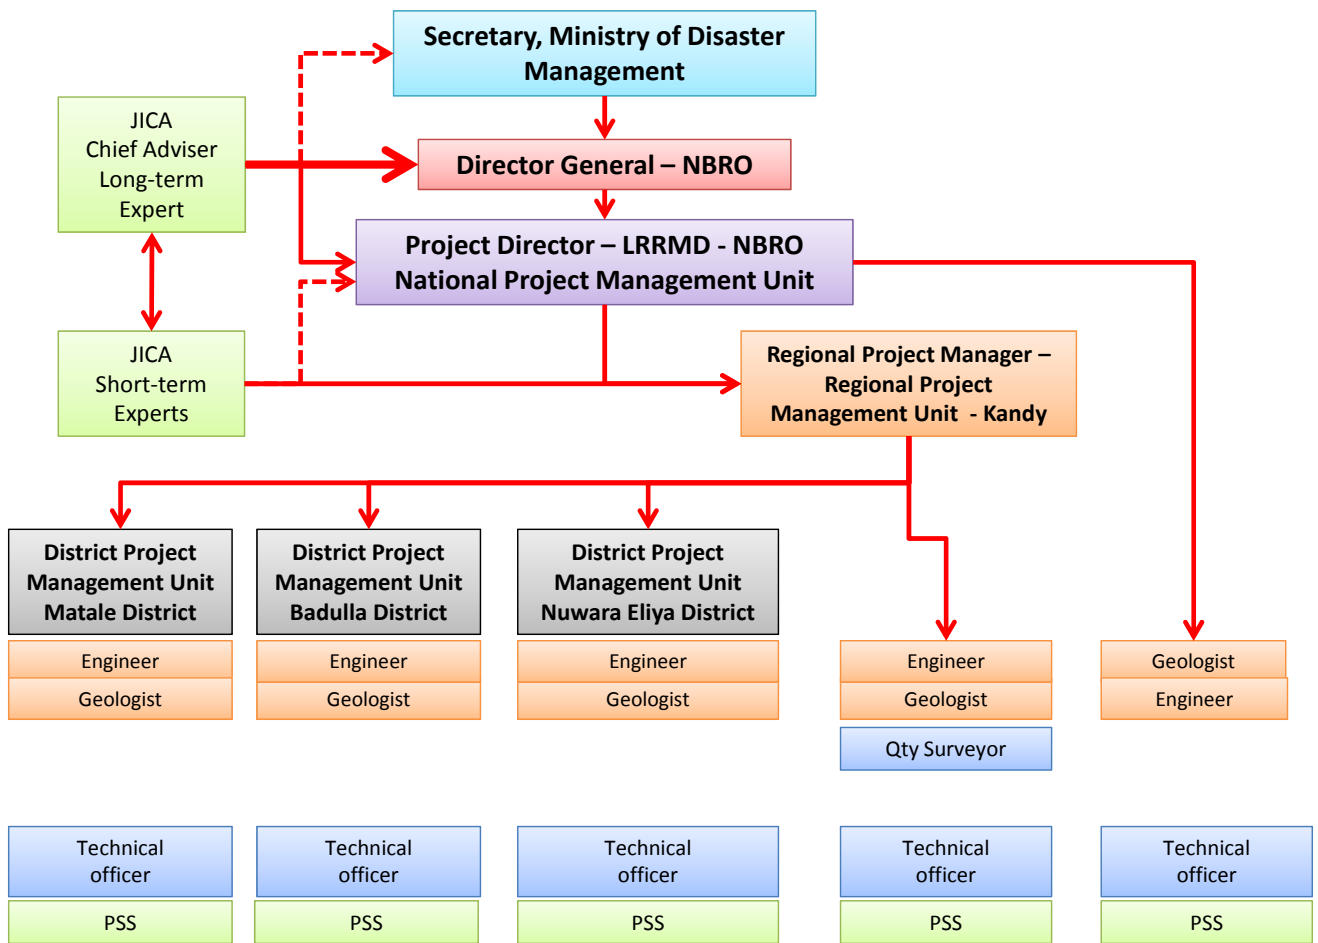 Secretary, Ministry of Disaster
Management
JICA
Chief Adviser
Long-term
Expert
Director General – NBRO
Project Director – LRRMD - NBRO
National Project Management Unit
JICA
Short-term
Experts
Regional Project Manager –
Regional Project
Management Unit - Kandy
District Project
Management Unit
Matale District
District Project
Management Unit
Badulla District
District Project
Management Unit
Nuwara Eliya District
Engineer
Engineer
Engineer
Engineer
Geologist
Geologist
Geologist
Geologist
Geologist
Engineer
Qty Surveyor
Technical
officer
Technical
officer
Technical
officer
Technical
officer
Technical
officer
PSS
PSS
PSS
PSS
PSS